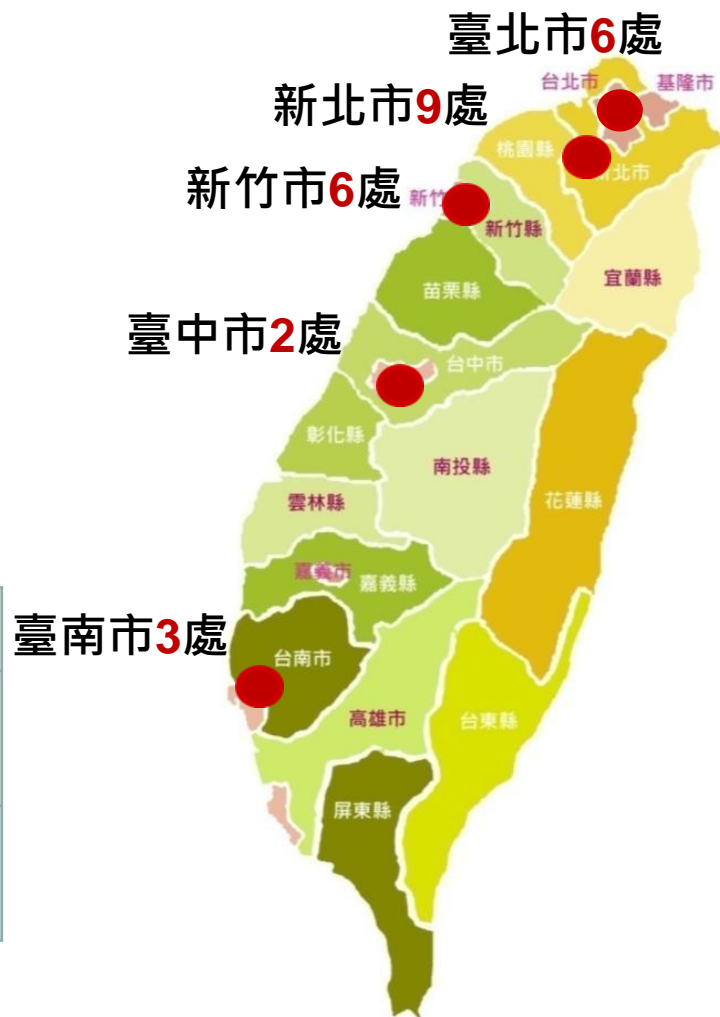 臺北市6處
台北市
基隆市
新北市9處
桃園縣
新北市
新竹市6處
新竹
新竹縣
宜蘭縣
苗栗縣
臺中市2處
台中市
彰化縣
南投縣
雲林縣
花蓮縣
嘉義市
嘉義縣
臺南市3處
台南市
高雄市
台東縣
屏東縣